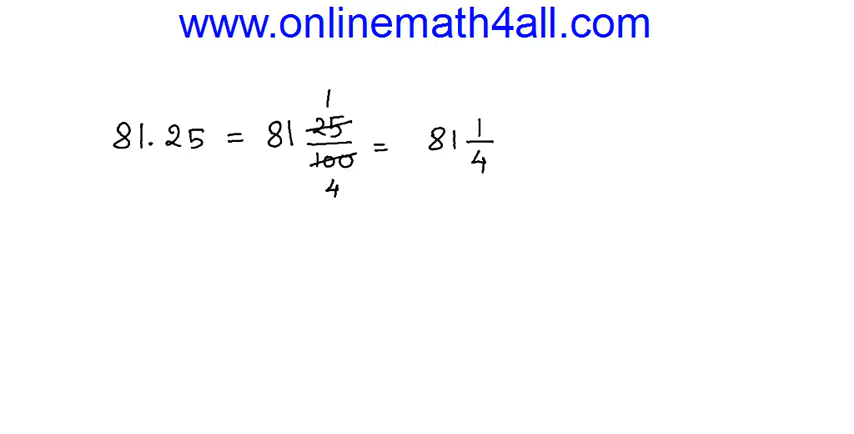 www.onlinemath4all.com
81.25 = 81 25/100 = 81 1/4
1
4